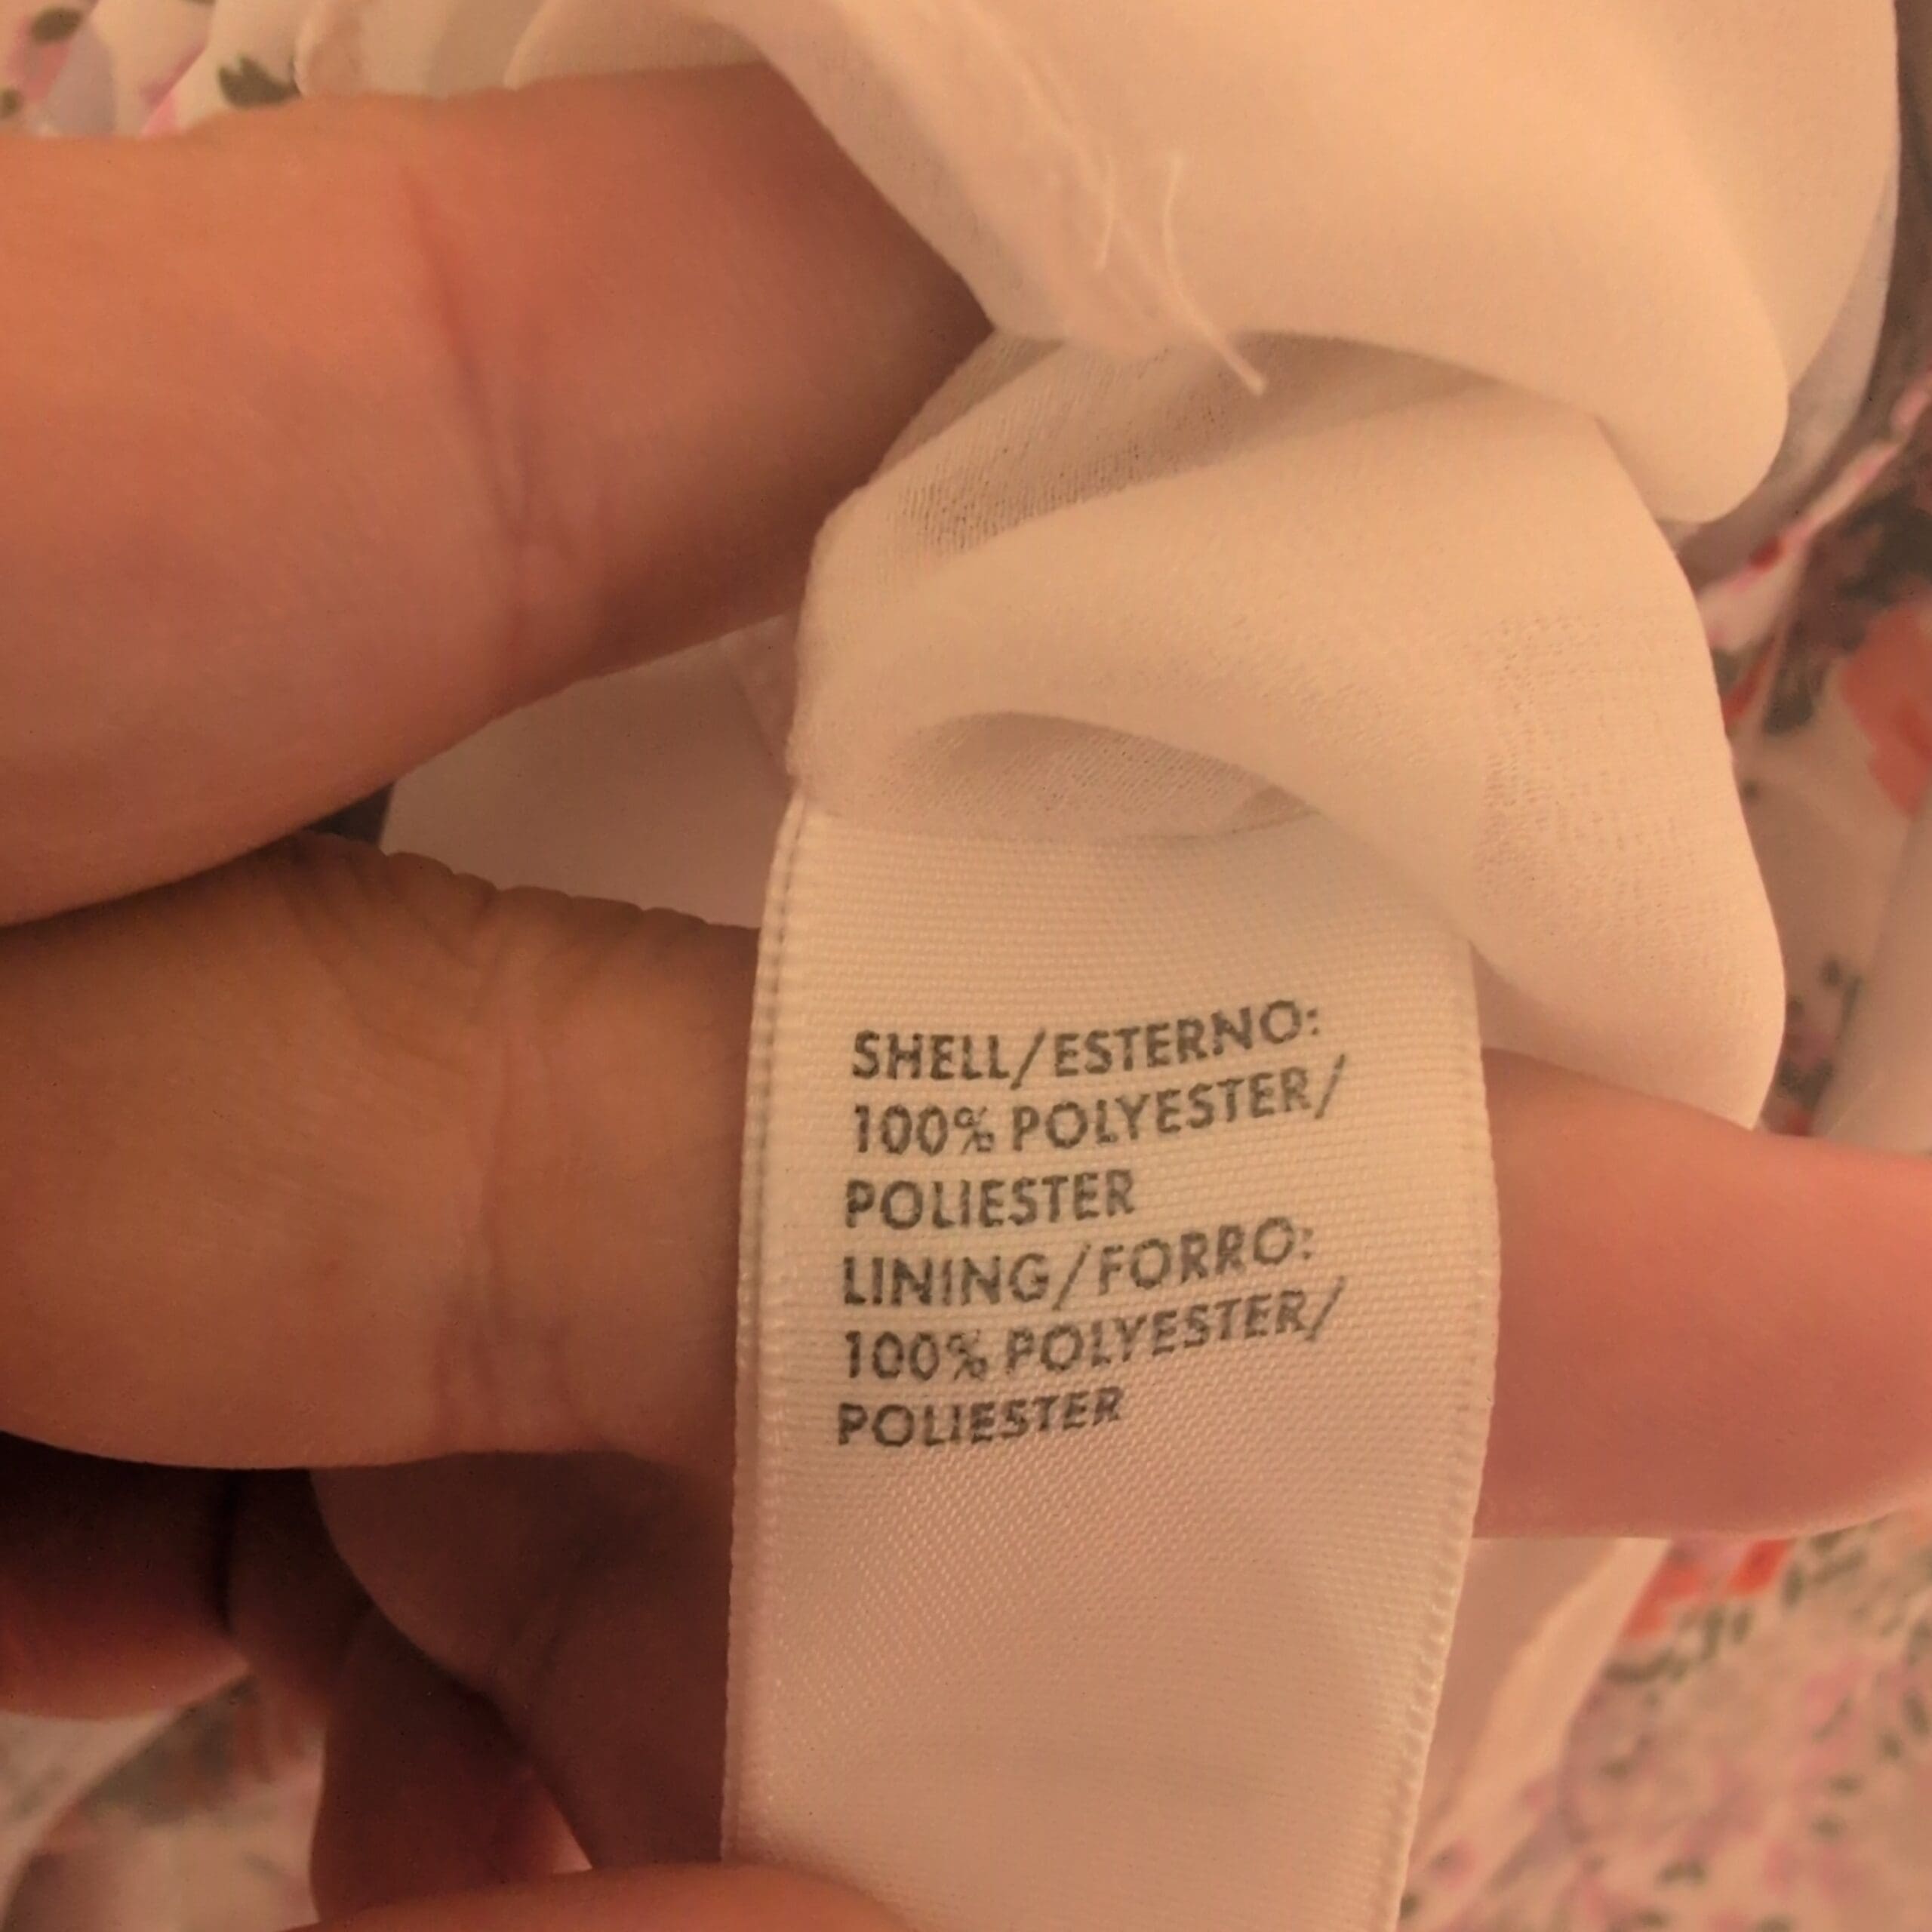 SHELL/ESTERNO:
100% POLYESTER/
POLIESTER
LINING/FORRO:
100% POLYESTER/
POLIESTER